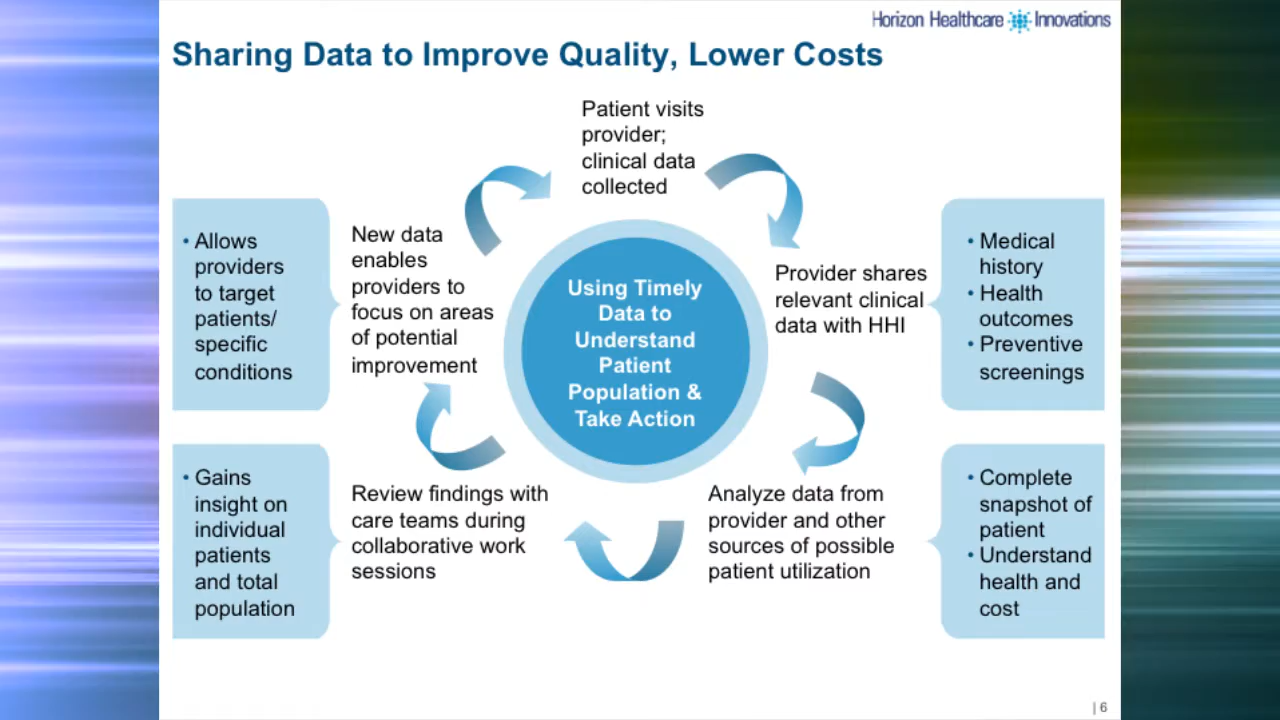 Horizon Healthcare Innovations
Sharing Data to Improve Quality, Lower Costs
Patient visits
provider;
clinical data
collected
Provider shares
relevant clinical
data with HHI
• Medical
history
• Health
outcomes
• Preventive
screenings
Analyze data from
provider and other
sources of possible
patient utilization
• Complete
snapshot of
patient
• Understand
health and
cost
Review findings with
care teams during
collaborative work
sessions
• Gains
insight on
individual
patients
and total
population
New data
enables
providers to
focus on areas
of potential
improvement
• Allows
providers
to target
patients/
specific
conditions
Using Timely
Data to
Understand
Patient
Population &
Take Action
| 6